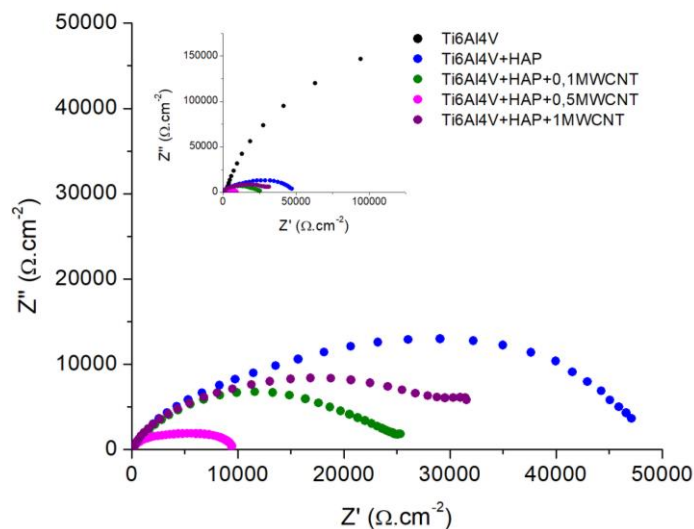 50000
40000
30000
20000
10000
0
Z" (Ω.cm⁻²)
0
10000
20000
30000
40000
50000
Z' (Ω.cm⁻²)
150000
100000
50000
0
Z" (Ω.cm⁻²)
0
50000
100000
Z' (Ω.cm⁻²)
Ti6Al4V
Ti6Al4V+HAP
Ti6Al4V+HAP+0,1MWCNT
Ti6Al4V+HAP+0,5MWCNT
Ti6Al4V+HAP+1MWCNT